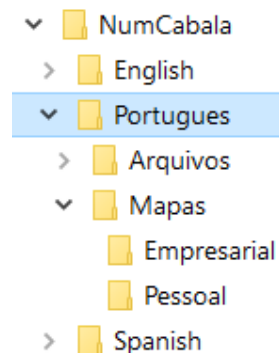 NumCabala
English
Portugues
Arquivos
Mapas
Empresarial
Pessoal
Spanish